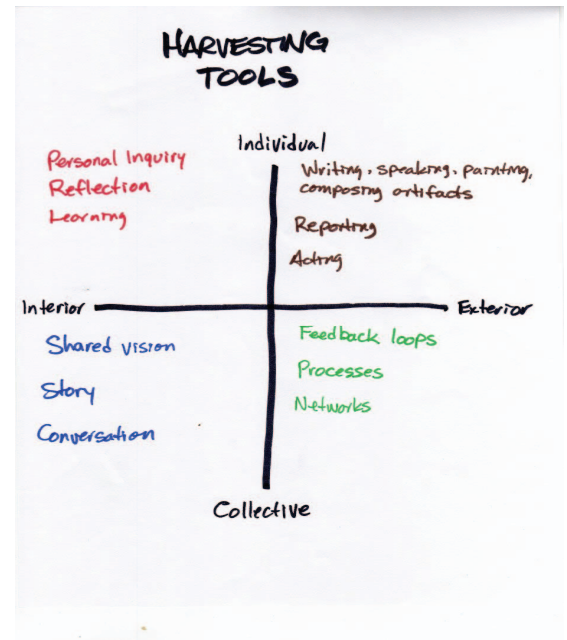 HARVESTING
TOOLS
Individual
Personal Inquiry
Reflection
Learning
Writing, speaking, painting,
composing artifacts
Reporting
Acting
Interior
Exterior
Shared vision
Story
Conversation
Feedback loops
Processes
Networks
Collective